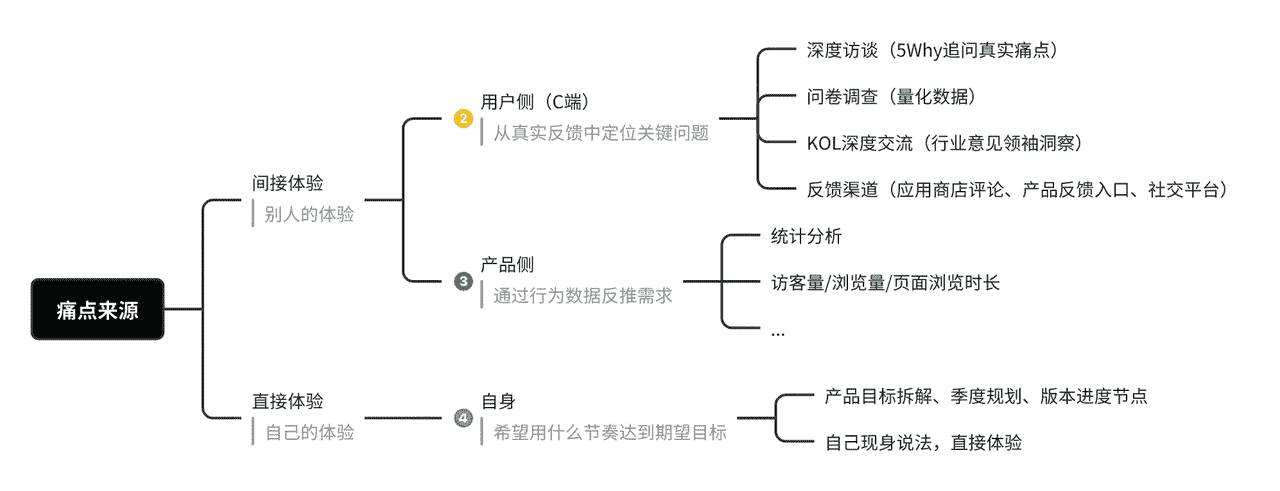 痛点来源
间接体验
别人的体验
2
用户侧（C端）
从真实反馈中定位关键问题
深度访谈（5Why追问真实痛点）
问卷调查（量化数据）
KOL深度交流（行业意见领袖洞察）
反馈渠道（应用商店评论、产品反馈入口、社交平台）
3
产品侧
通过行为数据反推需求
统计分析
访客量/浏览量/页面浏览时长
...
直接体验
自己的体验
4
自身
希望用什么节奏达到期望目标
产品目标拆解、季度规划、版本进度节点
自己现身说法，直接体验